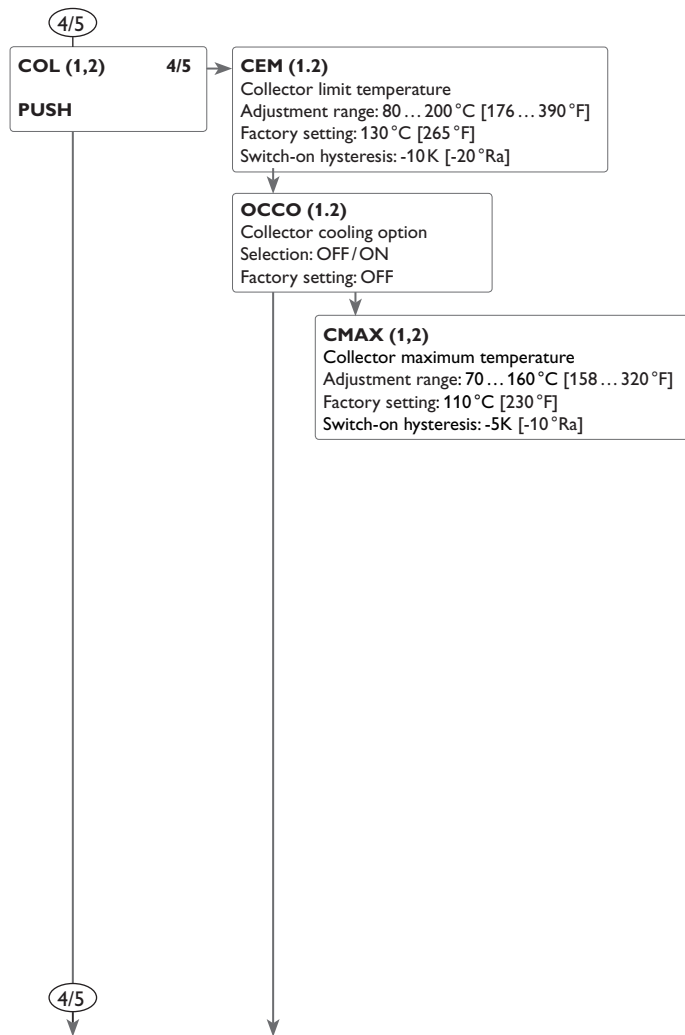 4/5
COL (1,2) 4/5
PUSH
CEM (1.2)
Collector limit temperature
Adjustment range: 80 … 200 °C [176 … 390 °F]
Factory setting: 130 °C [265 °F]
Switch-on hysteresis: -10 K [-20 °Ra]
OCCO (1.2)
Collector cooling option
Selection: OFF / ON
Factory setting: OFF
CMAX (1,2)
Collector maximum temperature
Adjustment range: 70 … 160 °C [158 … 320 °F]
Factory setting: 110 °C [230 °F]
Switch-on hysteresis: -5K [-10 °Ra]
4/5